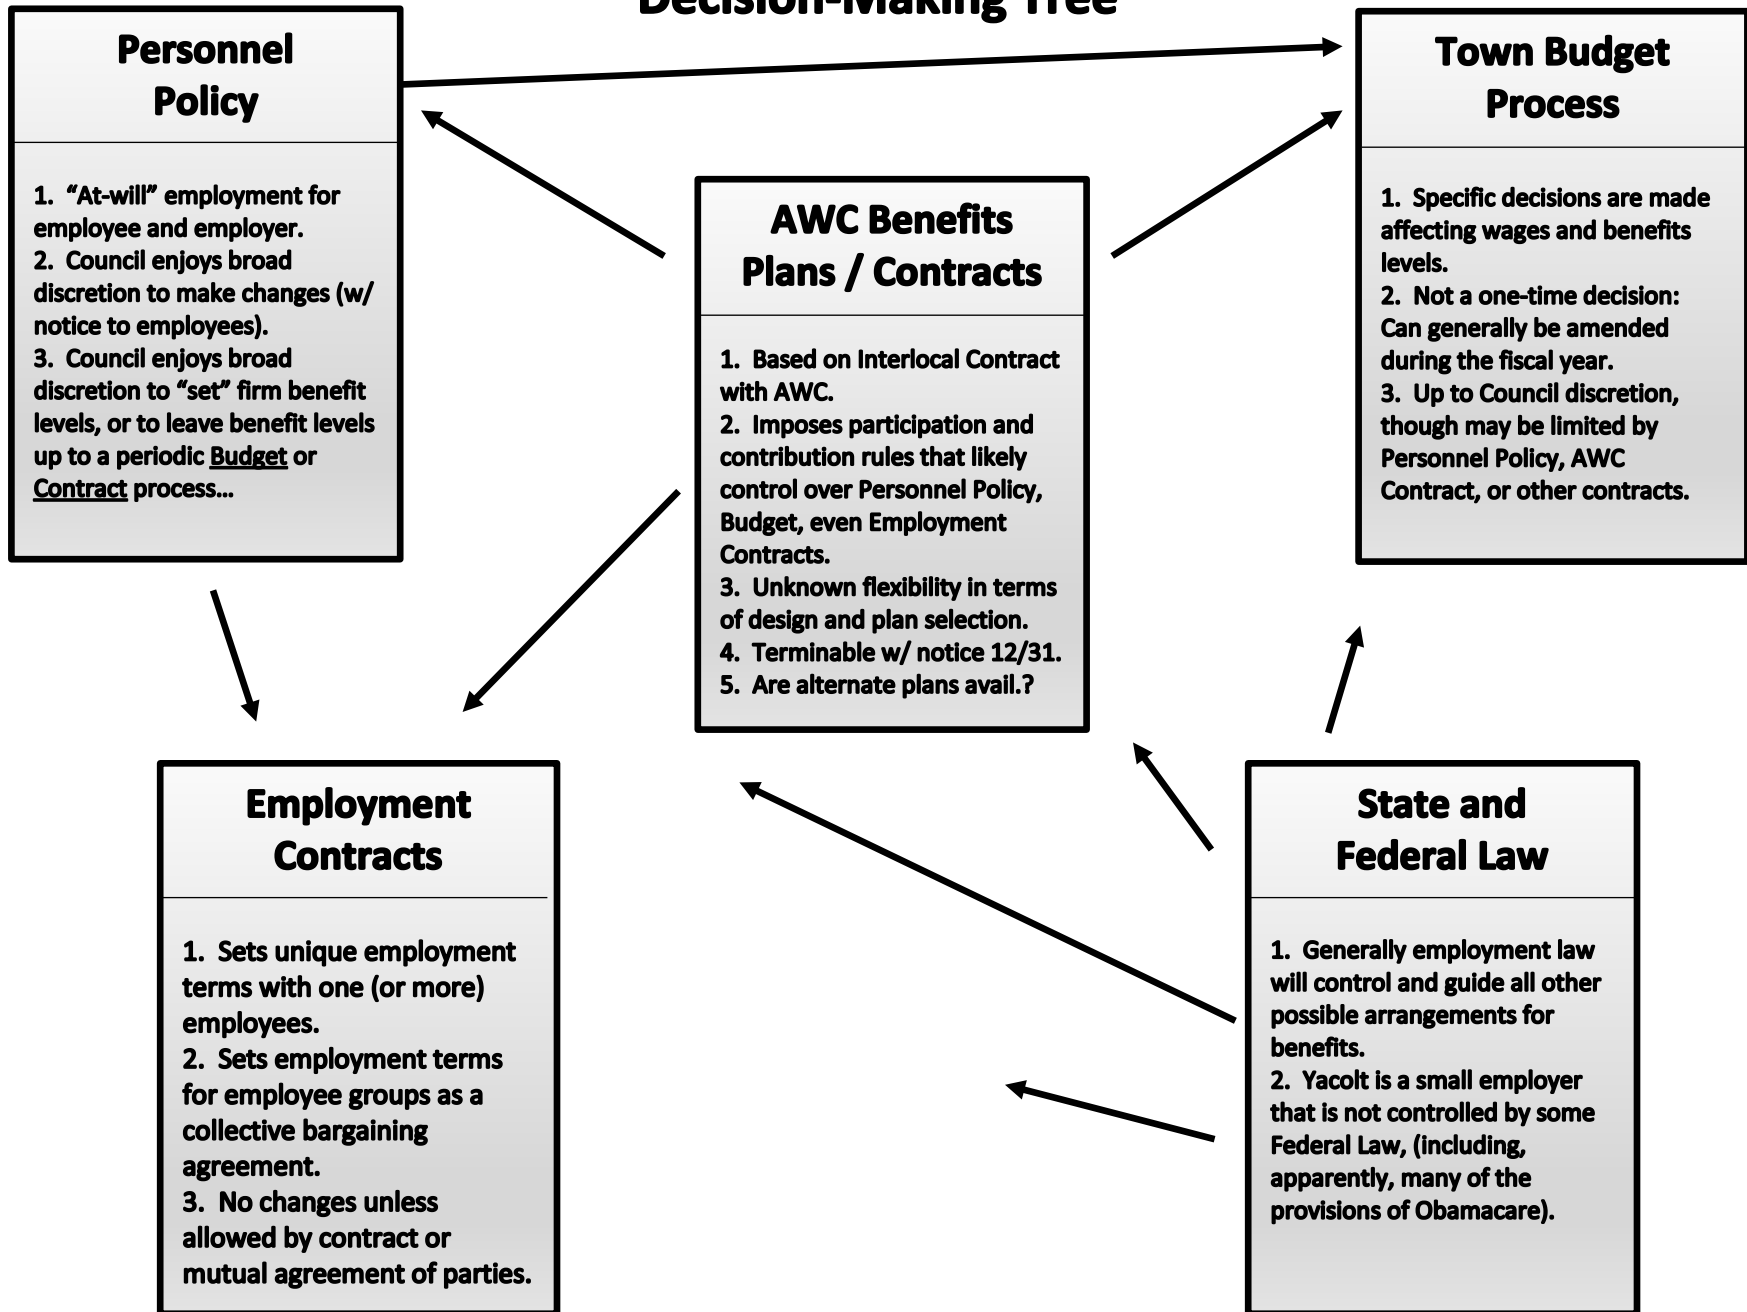 Decision-Making Tree
Personnel
Policy
1. “At-will” employment for
employee and employer.
2. Council enjoys broad
discretion to make changes (w/
notice to employees).
3. Council enjoys broad
discretion to “set” firm benefit
levels, or to leave benefit levels
up to a periodic Budget or
Contract process…
AWC Benefits
Plans / Contracts
1. Based on Interlocal Contract
with AWC.
2. Imposes participation and
contribution rules that likely
control over Personnel Policy,
Budget, even Employment
Contracts.
3. Unknown flexibility in terms
of design and plan selection.
4. Terminable w/ notice 12/31.
5. Are alternate plans avail.?
Town Budget
Process
1. Specific decisions are made
affecting wages and benefits
levels.
2. Not a one-time decision:
Can generally be amended
during the fiscal year.
3. Up to Council discretion,
though may be limited by
Personnel Policy, AWC
Contract, or other contracts.
Employment
Contracts
1. Sets unique employment
terms with one (or more)
employees.
2. Sets employment terms
for employee groups as a
collective bargaining
agreement.
3. No changes unless
allowed by contract or
mutual agreement of parties.
State and
Federal Law
1. Generally employment law
will control and guide all other
possible arrangements for
benefits.
2. Yacolt is a small employer
that is not controlled by some
Federal Law, (including,
apparently, many of the
provisions of Obamacare).